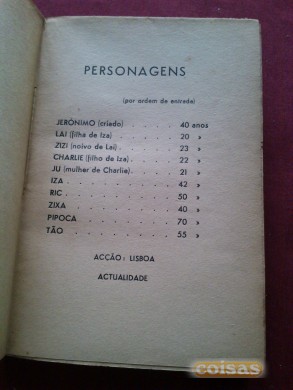 PERSONAGENS
(por ordem de entrada)
JERÓNIMO (criado) . . . . . . 40 anos
LAI (filha de Iza) . . . . . . 20 »
ZIZI (noivo de Lai) . . . . . . 23 »
CHARLIE (filho de Iza) . . . . . 22 »
JU (mulher de Charlie) . . . . . 21 »
IZA . . . . . . . . . . 42 »
RIC . . . . . . . . . . 50 »
ZIXA . . . . . . . . . 40 »
PIPOCA . . . . . . . . 70 »
TÃO . . . . . . . . . 55 »
ACCÃO: LISBOA
ACTUALIDADE
coisas